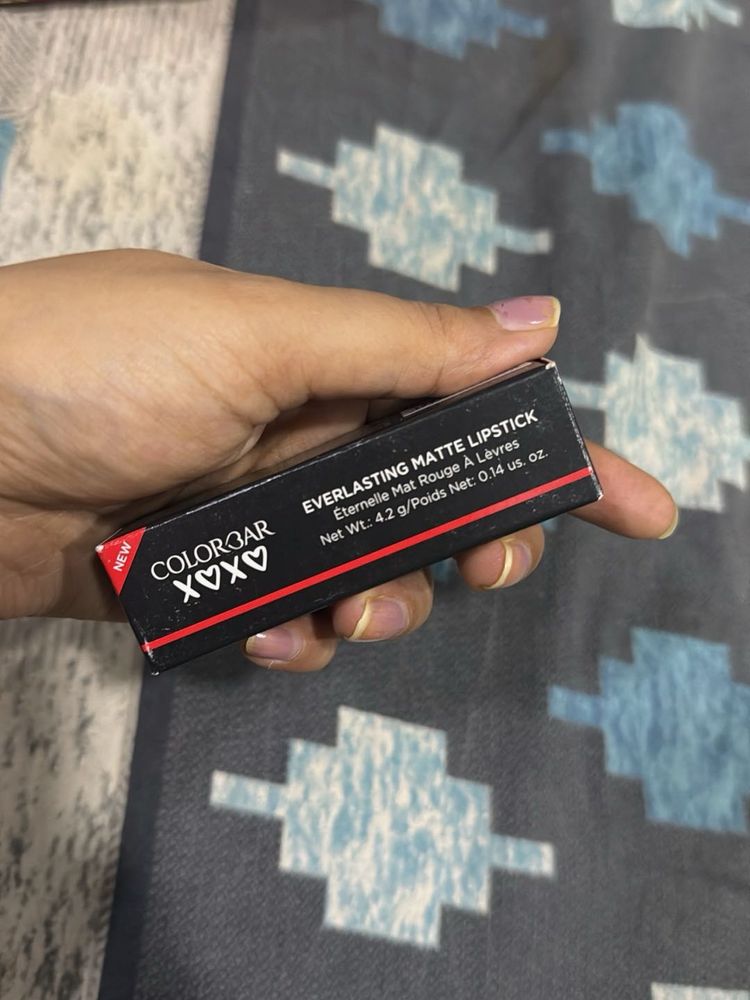 NEW
COLORBAR
XOXO
EVERLASTING MATTE LIPSTICK
Éternelle Mat Rouge À Lèvres
Net Wt.: 4.2 g/Poids Net: 0.14 us. oz.